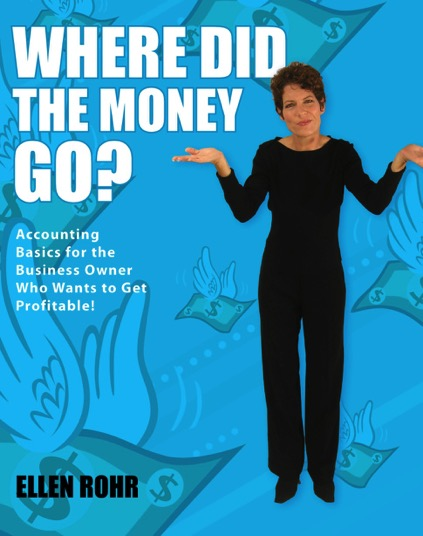 WHERE DID
THE MONEY
GO?
Accounting
Basics for the
Business Owner
Who Wants to Get
Profitable!
$
$
$
$
$
ELLEN ROHR
$
$